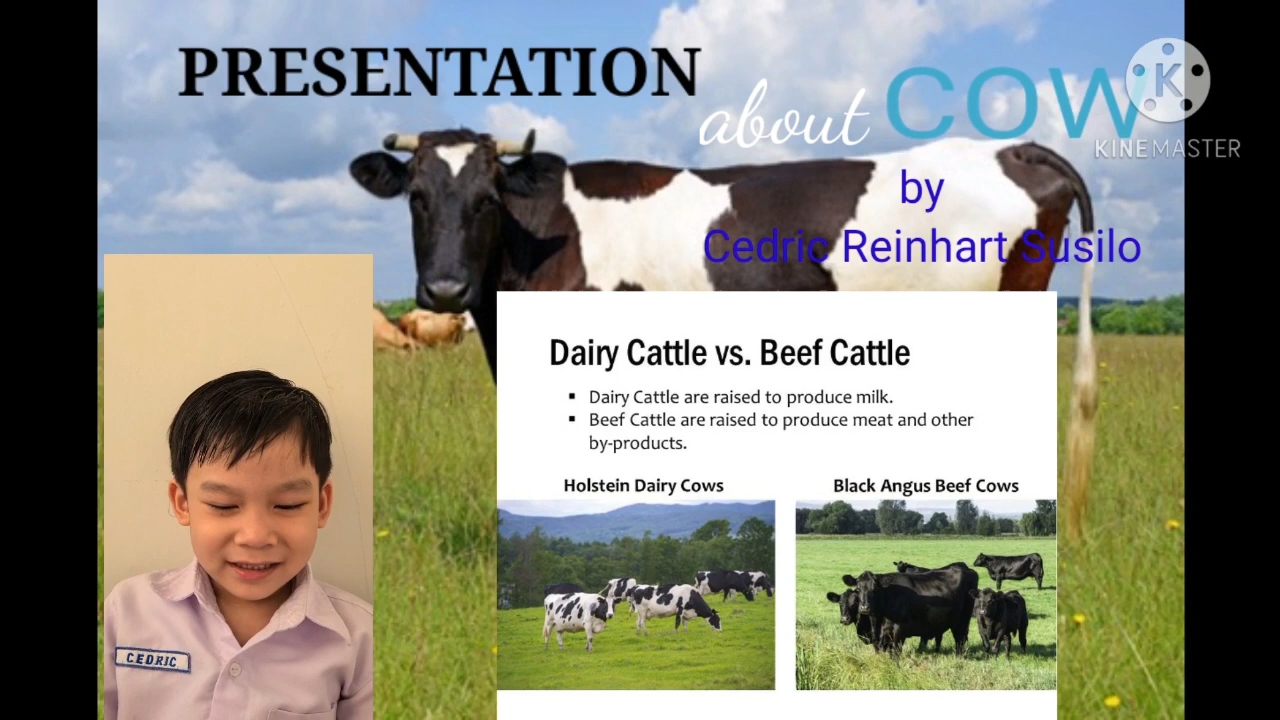 PRESENTATION
about COW
K
KINEMASTER
by
Cedric Reinhart Susilo
Dairy Cattle vs. Beef Cattle
▪ Dairy Cattle are raised to produce milk.
▪ Beef Cattle are raised to produce meat and other
by-products.
Holstein Dairy Cows
Black Angus Beef Cows
CEDRIC